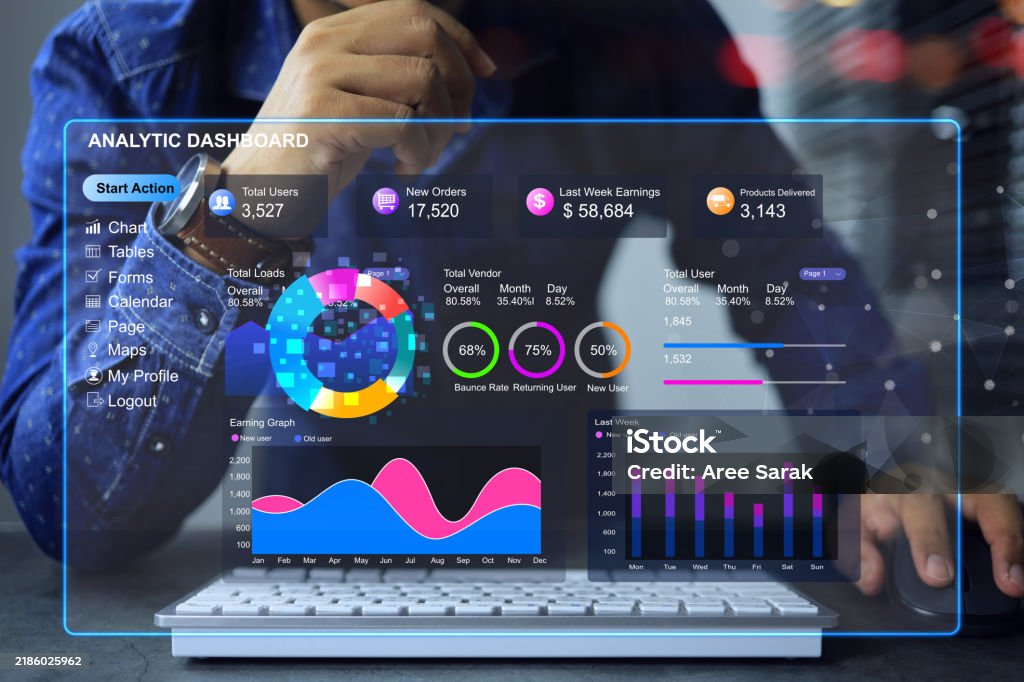 ANALYTIC DASHBOARD
Start Action
Chart
Tables
Forms
Calendar
Page
Maps
My Profile
Logout
Total Users
3,527
New Orders
17,520
Last Week Earnings
$ 58,684
Products Delivered
3,143
Total Loads
Page 1
Overall
80.58%
8.52%
Total Vendor
Overall Month Day
80.58% 35.40%l 8.52%
68% 75% 50%
Baunce Rate Returning User New User
Total User
Page 1
Overall Month Day
80.58% 35.40% 8.52%
1,845
1,532
Earning Graph
New user Old user
2,200
1,800
1,400
1,000
600
100
Jan Feb Mar Apr May Jun Jul Aug Sep Oct Nov Dec
Last Week
Old user
2,200
1,800
1,400
1,000
600
100
Mon Tue Wed Thu Fri Sat Sun
iStock™
Credit: Aree Sarak
2186025962